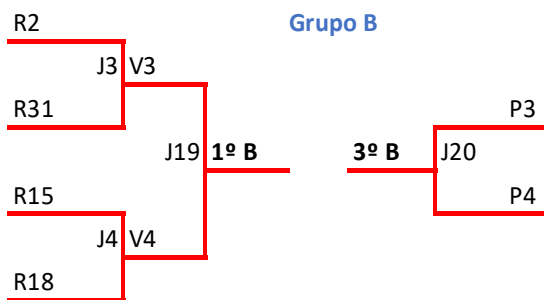 R2
Grupo B
J3 V3
R31
P3
J19 1º B
3º B J20
R15
P4
J4 V4
R18